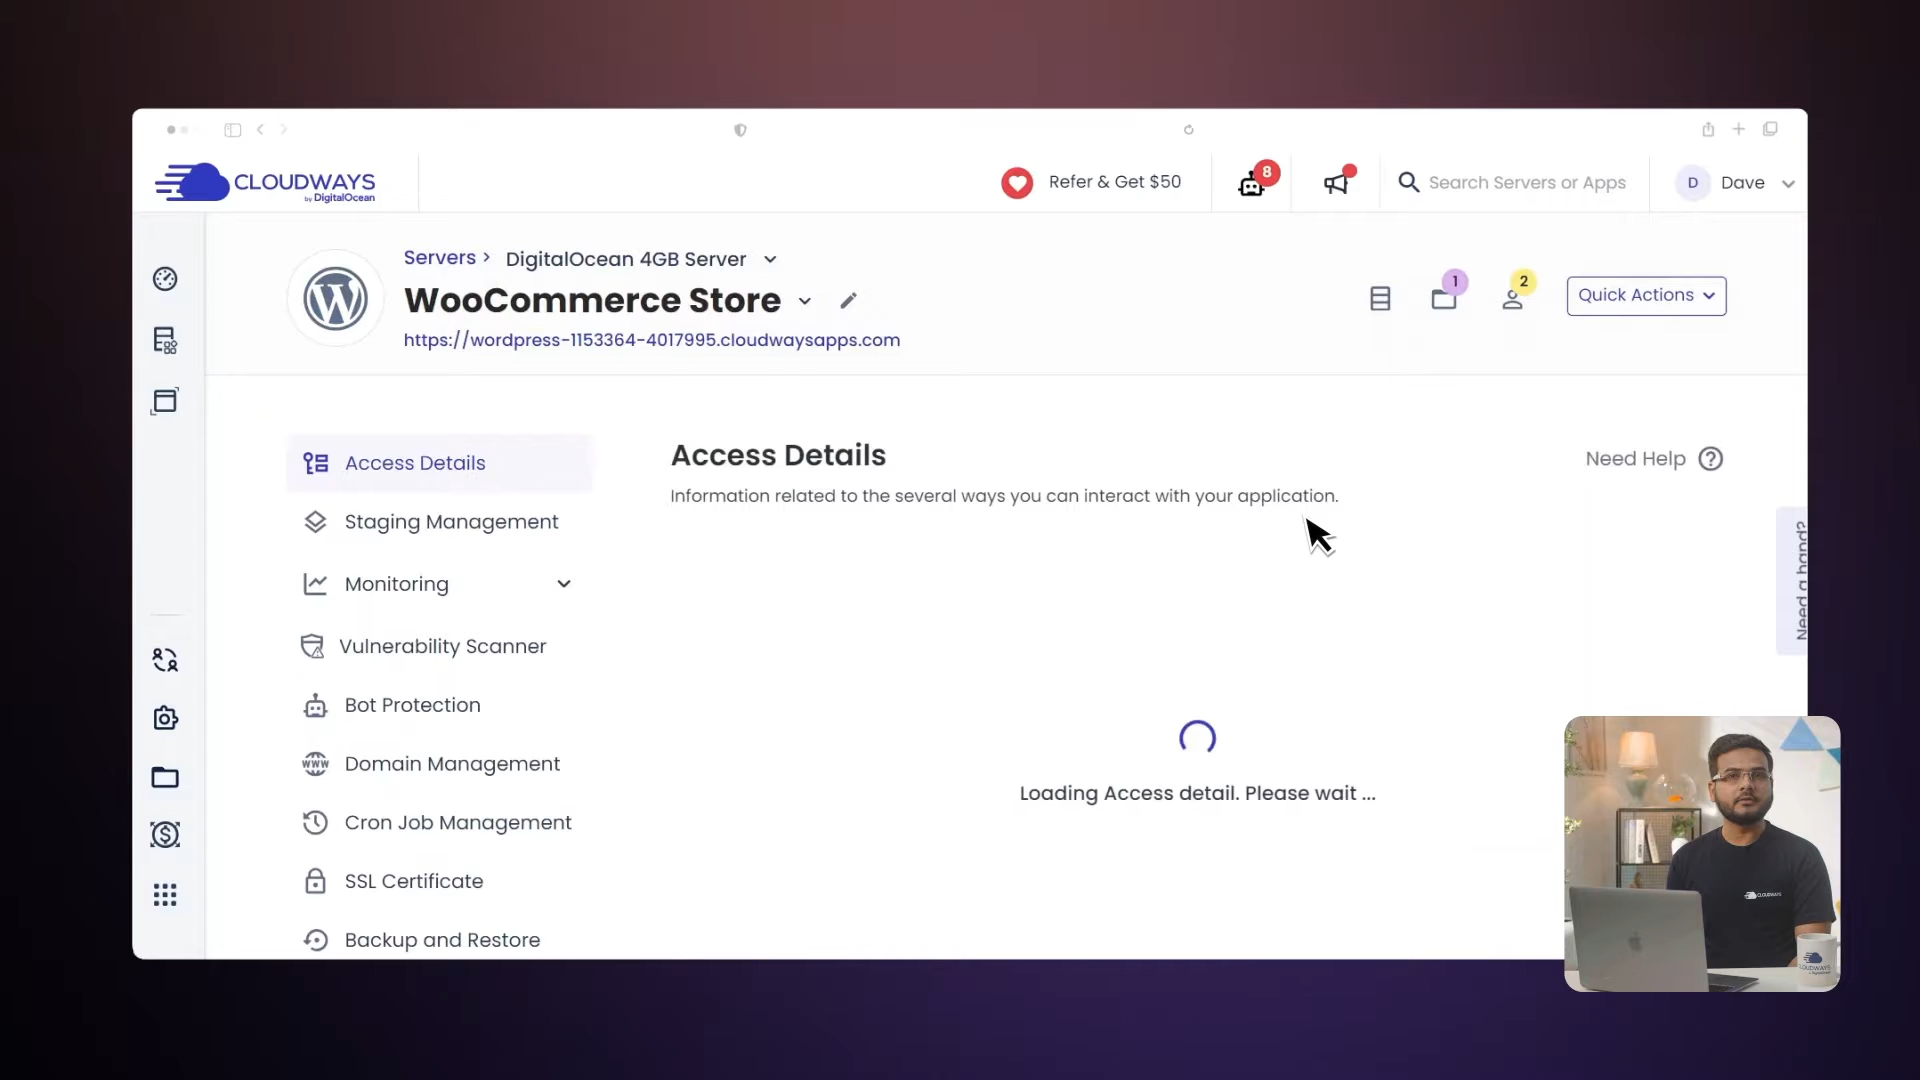 CLOUDWAYS
by DigitalOcean
Refer & Get $50
8
Search Servers or Apps
D
Dave
Servers >
DigitalOcean 4GB Server
WooCommerce Store
https://wordpress-1153364-4017995.cloudwaysapps.com
1
2
Quick Actions
Access Details
Staging Management
Monitoring
Vulnerability Scanner
Bot Protection
WWW
Domain Management
Cron Job Management
SSL Certificate
Backup and Restore
Access Details
Information related to the several ways you can interact with your application.
Need Help ?
Need a hand?
Loading Access detail. Please wait ...
CLOUDWAYS
CLOUDWAYS